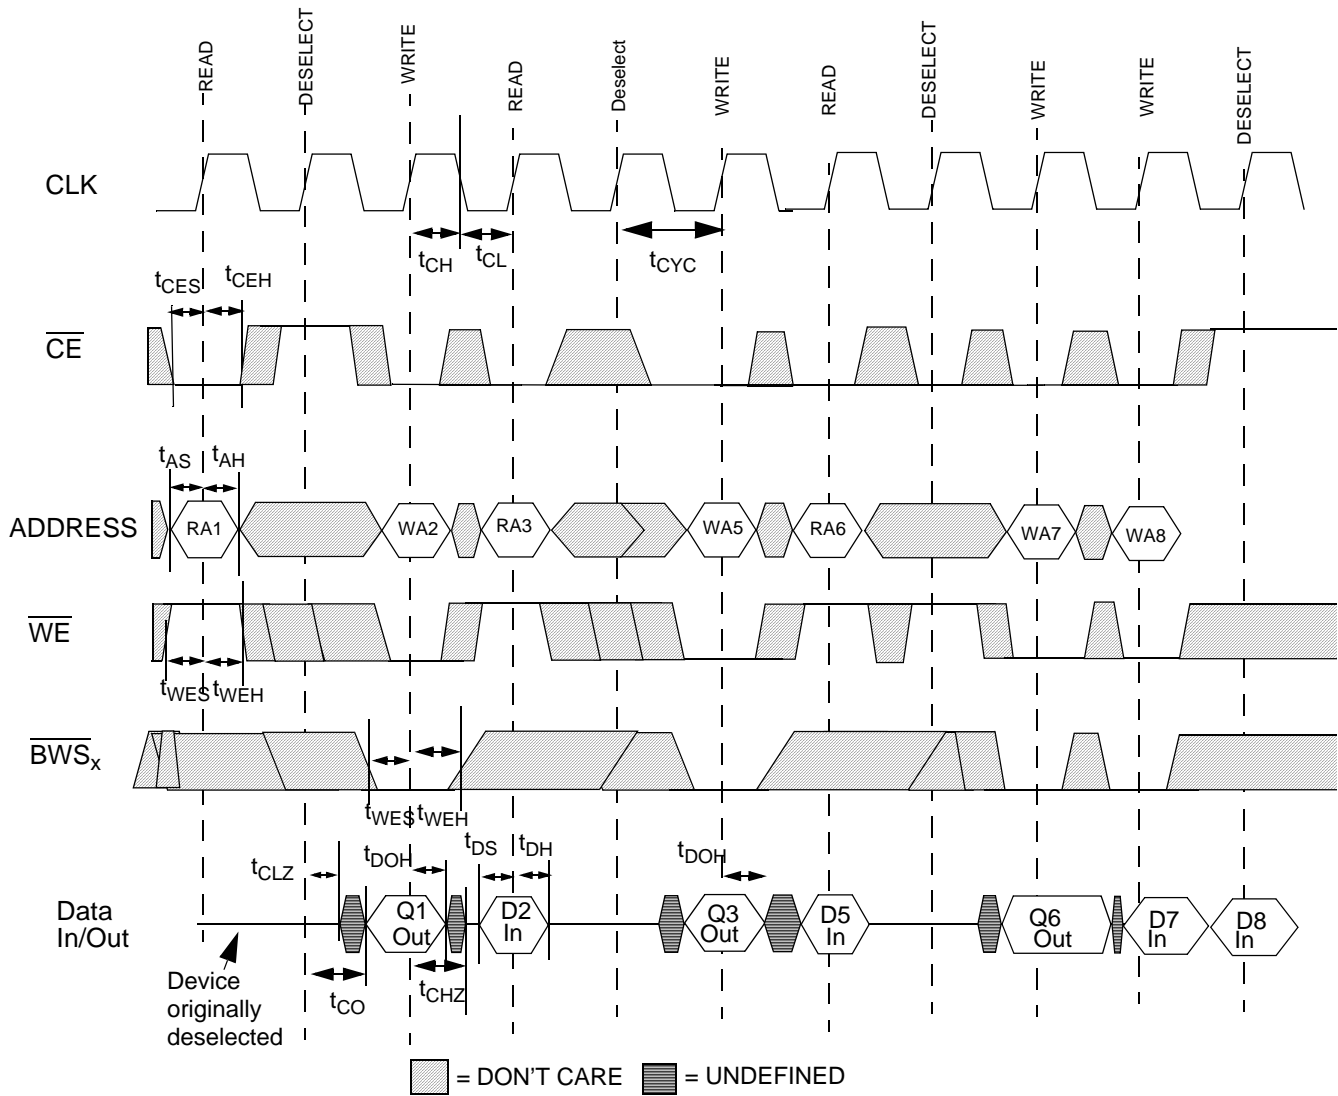 READ
DESELECT
WRITE
READ
Deselect
WRITE
READ
DESELECT
WRITE
WRITE
DESELECT
CLK
tCH
tCL
tCYC
tCES
tCEH
CE
tAS
tAH
ADDRESS
RA1
WA2
RA3
WA5
RA6
WA7
WA8
WE
tWES
tWEH
BWSx
tWES
tWEH
tCLZ
tDOH
tDS
tDH
tDOH
Data
In/Out
Q1
Out
D2
In
Q3
Out
D5
In
Q6
Out
D7
In
D8
In
Device
originally
deselected
tCO
tCHZ
= DON'T CARE
= UNDEFINED